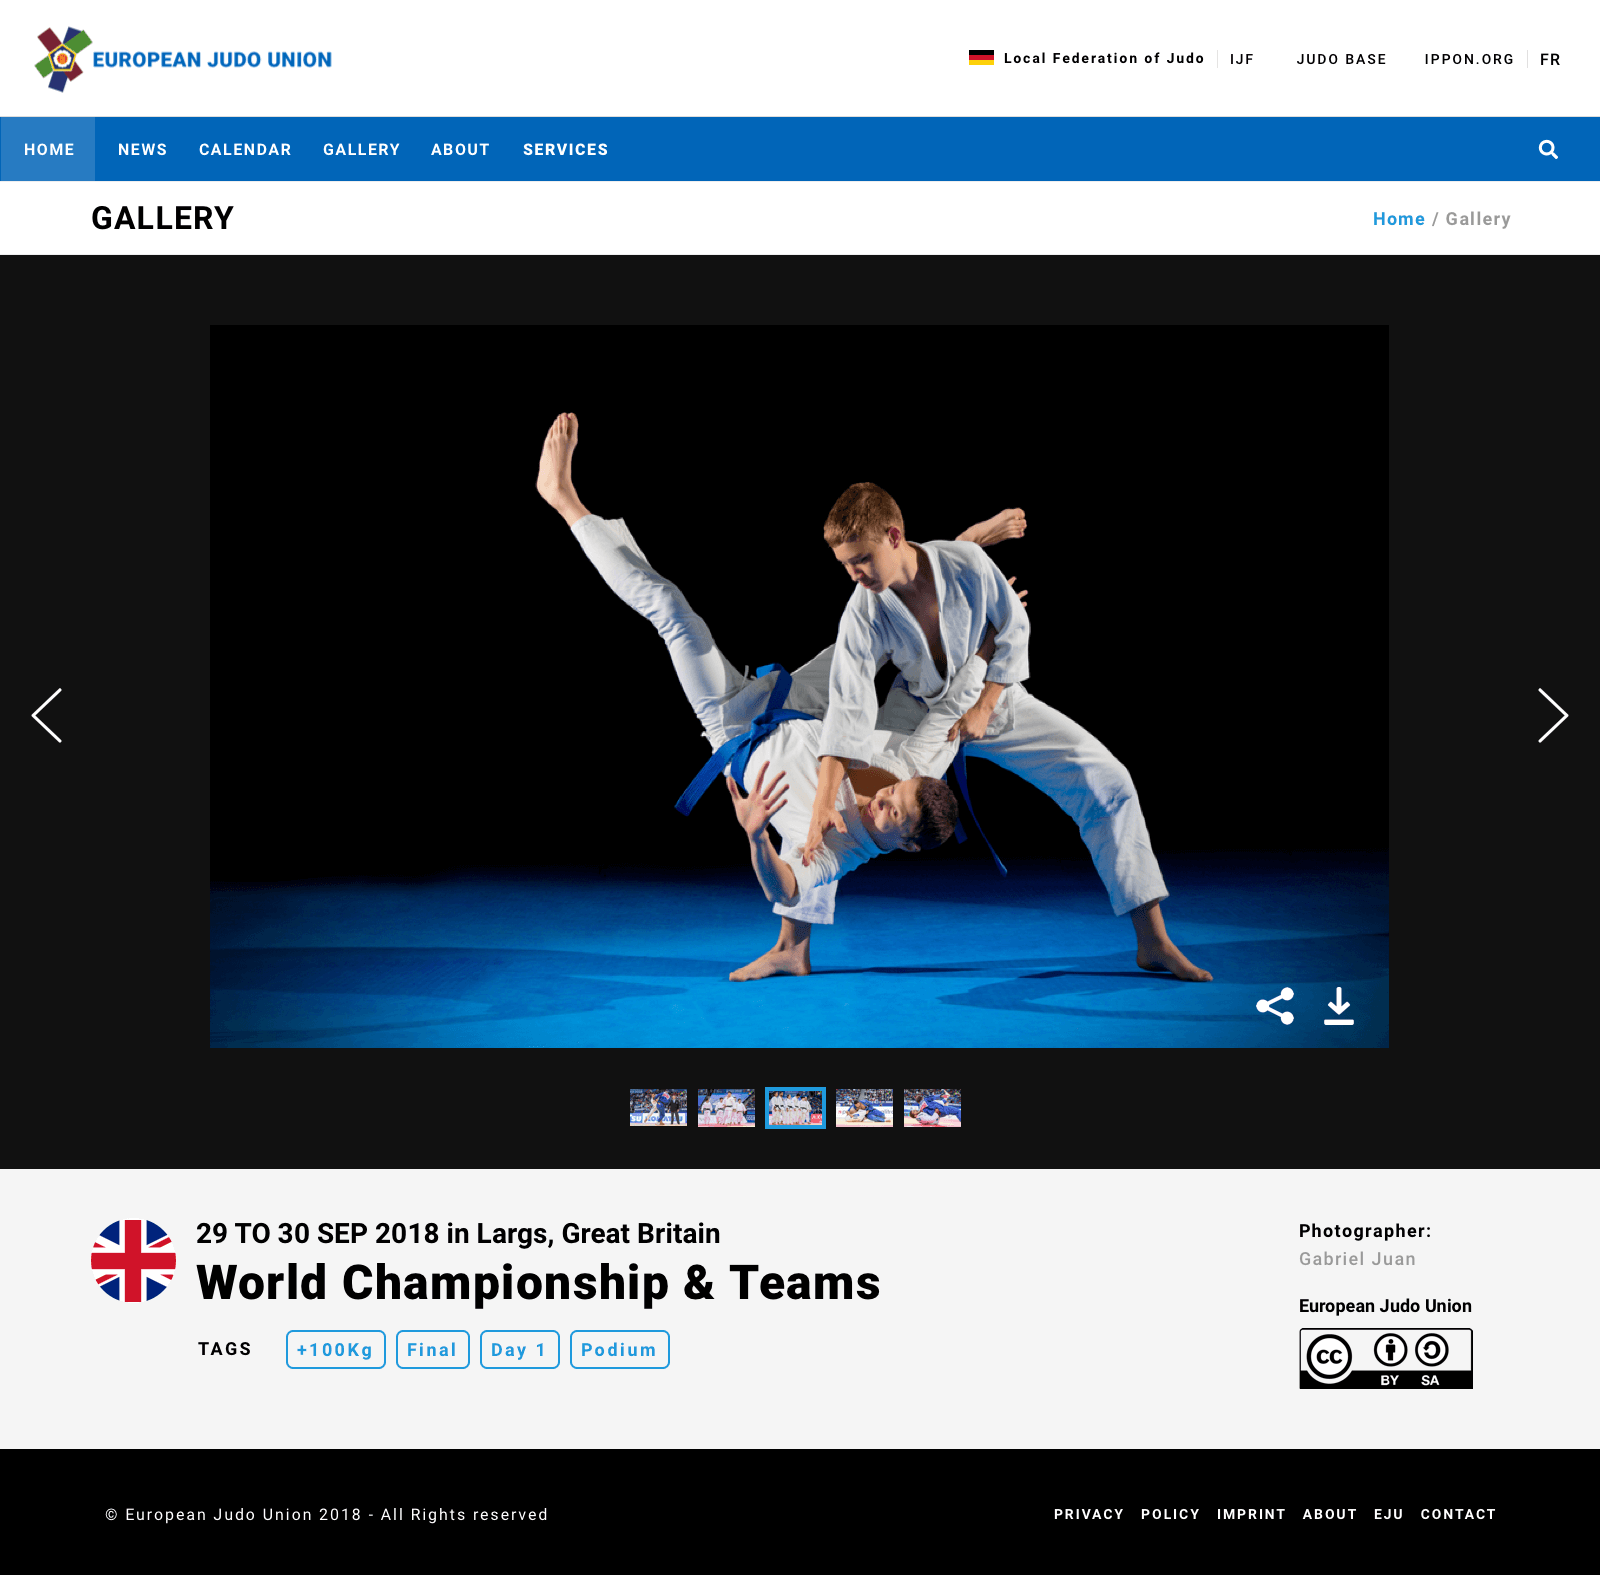 EUROPEAN JUDO UNION
Local Federation of Judo
IJF
JUDO BASE
IPPON.ORG
FR
HOME
NEWS
CALENDAR
GALLERY
ABOUT
SERVICES
GALLERY
Home / Gallery
29 TO 30 SEP 2018 in Largs, Great Britain
World Championship & Teams
TAGS
+100Kg
Final
Day 1
Podium
Photographer:
Gabriel Juan
European Judo Union
cc
BY SA
© European Judo Union 2018 - All Rights reserved
PRIVACY POLICY IMPRINT ABOUT EJU CONTACT